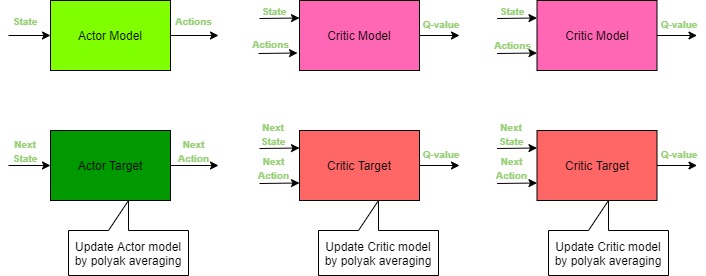 State
Actor Model
Actions
State
Actions
Critic Model
Q-value
State
Actions
Critic Model
Q-value
Next
State
Actor Target
Next
Action
Next
State
Next
Action
Critic Target
Q-value
Next
State
Next
Action
Critic Target
Q-value
Update Actor model
by polyak averaging
Update Critic model
by polyak averaging
Update Critic model
by polyak averaging